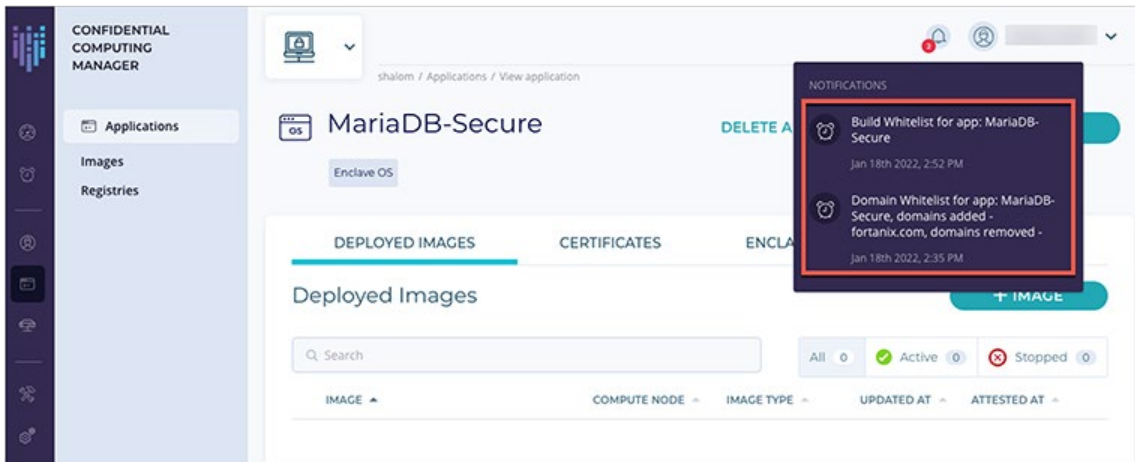 CONFIDENTIAL
COMPUTING
MANAGER
Applications
Images
Registries
3
shalom / Applications / View application
OS
MariaDB-Secure
DELETE A
Enclave OS
NOTIFICATIONS
Build Whitelist for app: MariaDB-
Secure
Jan 18th 2022, 2:52 PM
Domain Whitelist for app: MariaDB-
Secure, domains added -
fortanix.com, domains removed -
Jan 18th 2022, 2:35 PM
DEPLOYED IMAGES CERTIFICATES ENCLA
Deployed Images
+ IMAGE
Search
All 0 Active 0 Stopped 0
IMAGE COMPUTE NODE IMAGE TYPE UPDATED AT ATTESTED AT